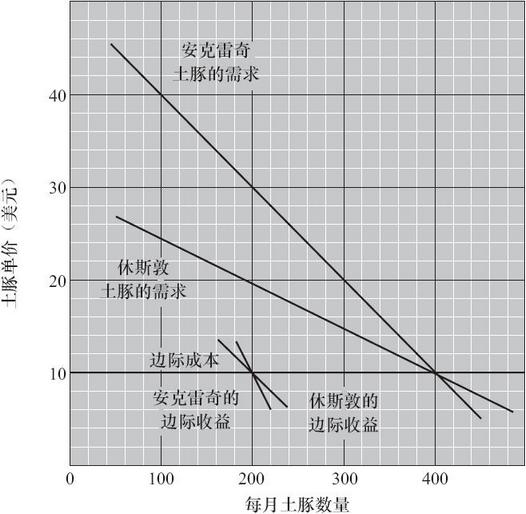 安克雷奇
土豚的需求
40
30
休斯敦
土豚的需求
20
边际成本
10
安克雷奇的
边际收益
休斯敦的
边际收益
0
0
100
200
300
400
每月土豚数量
土豚单价（美元）